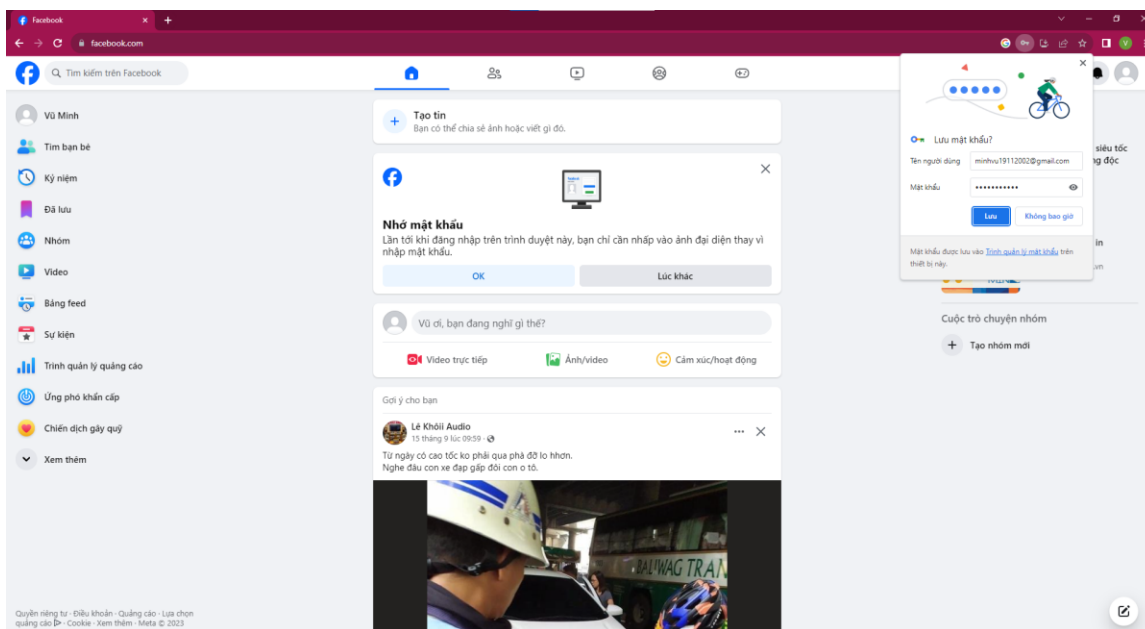 Facebook
facebook.com
Tìm kiếm trên Facebook
Vũ Minh
Tìm bạn bè
Kỷ niệm
Đã lưu
Nhóm
Video
Bảng feed
Sự kiện
Trình quản lý quảng cáo
Ứng phó khẩn cấp
Chiến dịch gây quỹ
Xem thêm
Quyền riêng tư · Điều khoản · Quảng cáo · Lựa chọn
quảng cáo · Cookie · Xem thêm · Meta © 2023
Tạo tin
Bạn có thể chia sẻ ảnh hoặc viết gì đó.
Nhớ mật khẩu
Lần tới khi đăng nhập trên trình duyệt này, bạn chỉ cần nhấp vào ảnh đại diện thay vì
nhập mật khẩu.
OK
Lúc khác
Vũ ơi, bạn đang nghĩ gì thế?
Video trực tiếp
Ảnh/video
Cảm xúc/hoạt động
Gợi ý cho bạn
Lê Khôii Audio
15 tháng 9 lúc 09:59
Từ ngày có cao tốc ko phải qua phà đỡ lo hhơn.
Nghe đâu con xe đạp gấp đôi con o tô.
BALIWAG TRAN
V
Lưu mật khẩu?
Tên người dùng
minhvu19112002@gmail.com
Mật khẩu
•••••••••••
Lưu
Không bao giờ
Mật khẩu được lưu vào Trình quản lý mật khẩu trên
thiết bị này.
siêu tốc
độc
in
.vn
Cuộc trò chuyện nhóm
Tạo nhóm mới